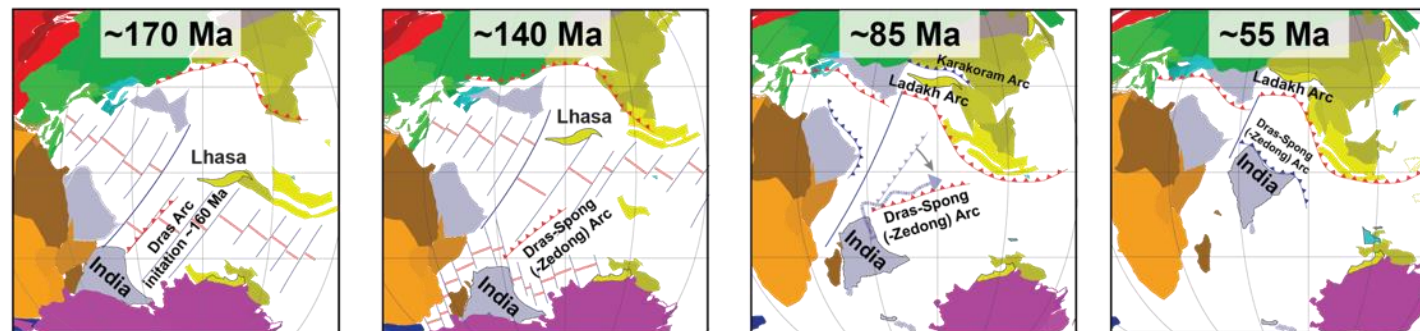 ~170 Ma
Lhasa
Dras Arc
initation ~160 Ma
India
~140 Ma
Lhasa
Dras-Spong
(-Zedong) Arc
India
~85 Ma
Karakoram Arc
Ladakh Arc
Dras-Spong
(-Zedong) Arc
India
~55 Ma
Ladakh Arc
Dras-Spong
(-Zedong) Arc
India